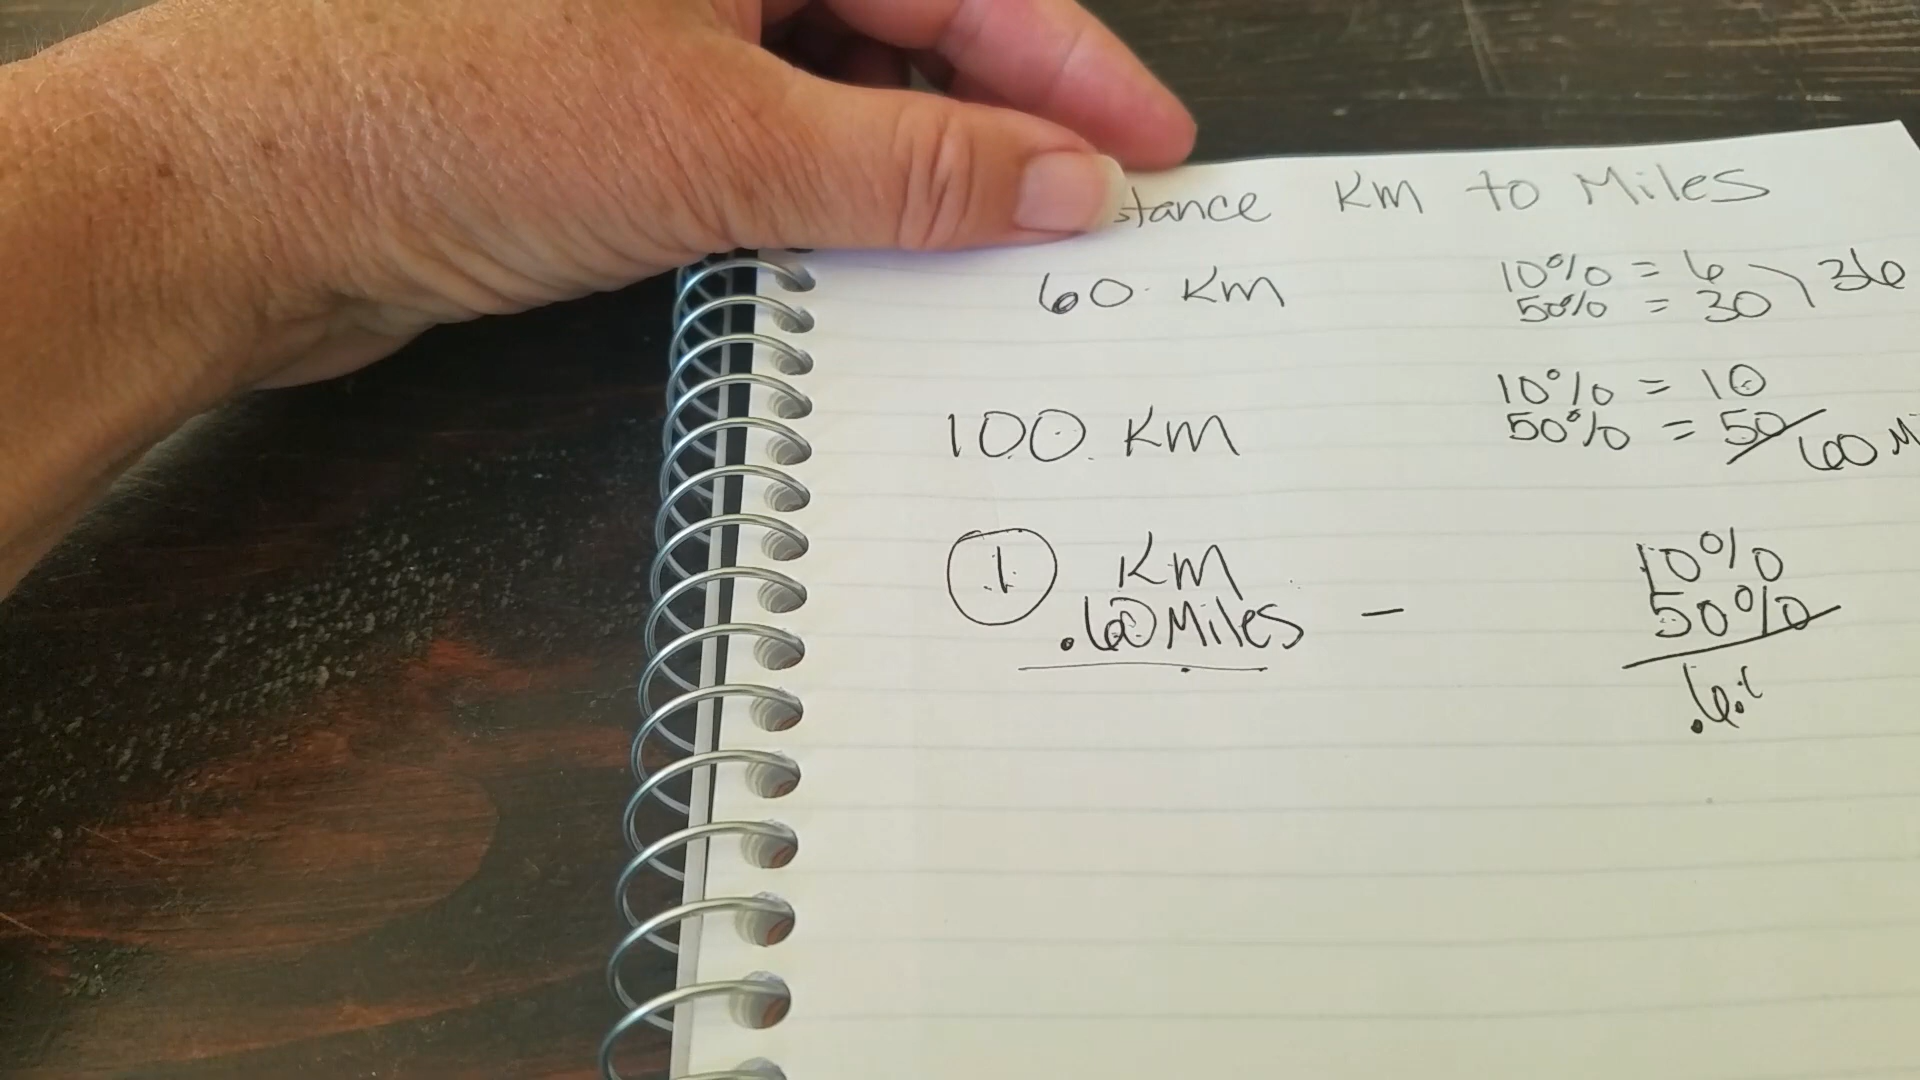 stance Km to Miles
60 Km 10% = 6 \ 36
50% = 30
10% = 10
100 Km 50% = 50
60 M
1 Km 10%
.60 Miles - 50%
.6